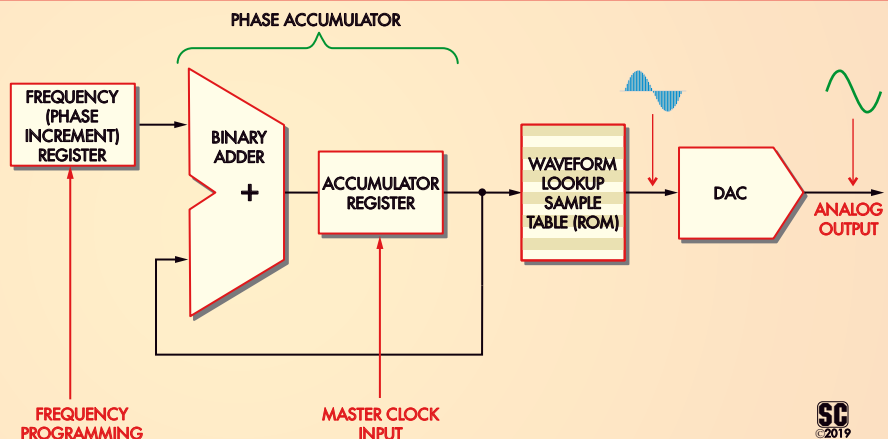 PHASE ACCUMULATOR
FREQUENCY
(PHASE
INCREMENT)
REGISTER
BINARY
ADDER
+
ACCUMULATOR
REGISTER
WAVEFORM
LOOKUP
SAMPLE
TABLE (ROM)
DAC
ANALOG
OUTPUT
FREQUENCY
PROGRAMMING
MASTER CLOCK
INPUT
SC
©2019